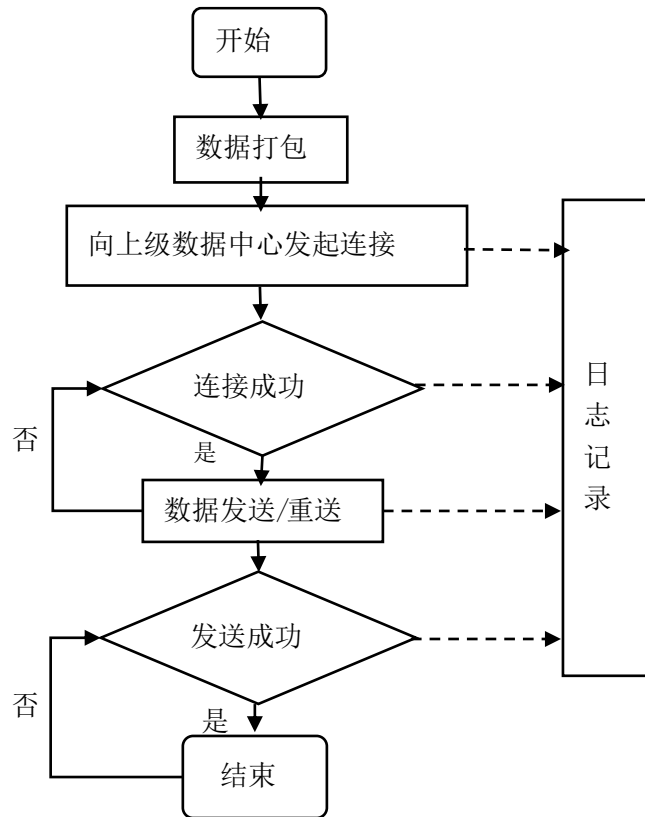 开始
数据打包
向上级数据中心发起连接
连接成功
否
是
数据发送/重送
发送成功
否
是
结束
日
志
记
录